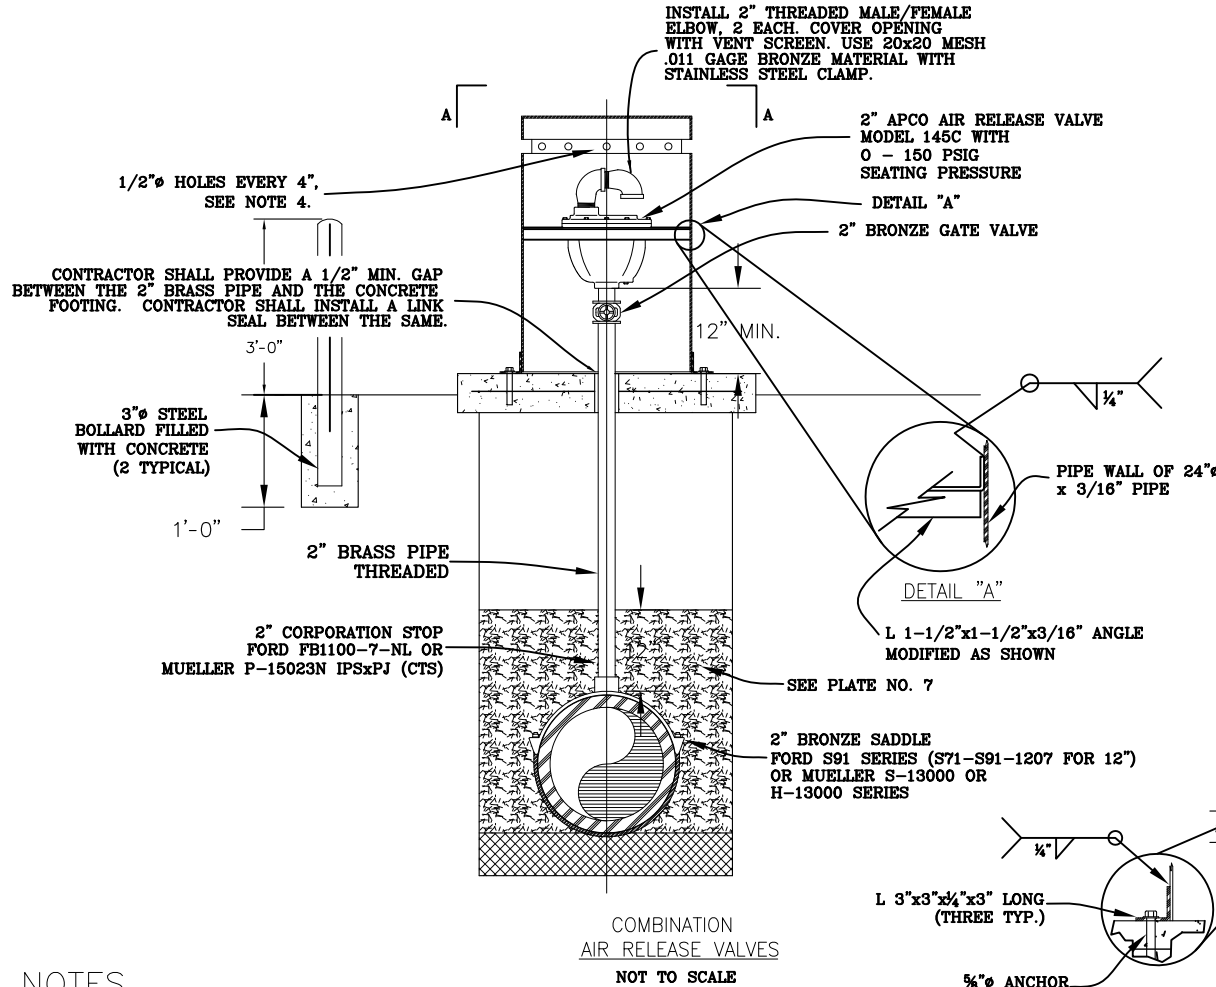 INSTALL 2" THREADED MALE/FEMALE
ELBOW, 2 EACH. COVER OPENING
WITH VENT SCREEN. USE 20x20 MESH
.011 GAGE BRONZE MATERIAL WITH
STAINLESS STEEL CLAMP.
A
A
2" APCO AIR RELEASE VALVE
MODEL 145C WITH
0 – 150 PSIG
SEATING PRESSURE
1/2"ø HOLES EVERY 4",
SEE NOTE 4.
DETAIL "A"
2" BRONZE GATE VALVE
CONTRACTOR SHALL PROVIDE A 1/2" MIN. GAP
BETWEEN THE 2" BRASS PIPE AND THE CONCRETE
FOOTING. CONTRACTOR SHALL INSTALL A LINK
SEAL BETWEEN THE SAME.
12" MIN.
3'-0"
1/4"
3"ø STEEL
BOLLARD FILLED
WITH CONCRETE
(2 TYPICAL)
PIPE WALL OF 24"ø
x 3/16" PIPE
1'-0"
2" BRASS PIPE
THREADED
DETAIL "A"
L 1-1/2"x1-1/2"x3/16" ANGLE
MODIFIED AS SHOWN
2" CORPORATION STOP
FORD FB1100-7-NL OR
MUELLER P-15023N IPSxPJ (CTS)
12"
SEE PLATE NO. 7
2" BRONZE SADDLE
FORD S91 SERIES (S71-S91-1207 FOR 12")
OR MUELLER S-13000 OR
H-13000 SERIES
1/4"
L 3"x3"x1/4"x3" LONG
(THREE TYP.)
5/8"ø ANCHOR
COMBINATION
AIR RELEASE VALVES
NOT TO SCALE
NOTES